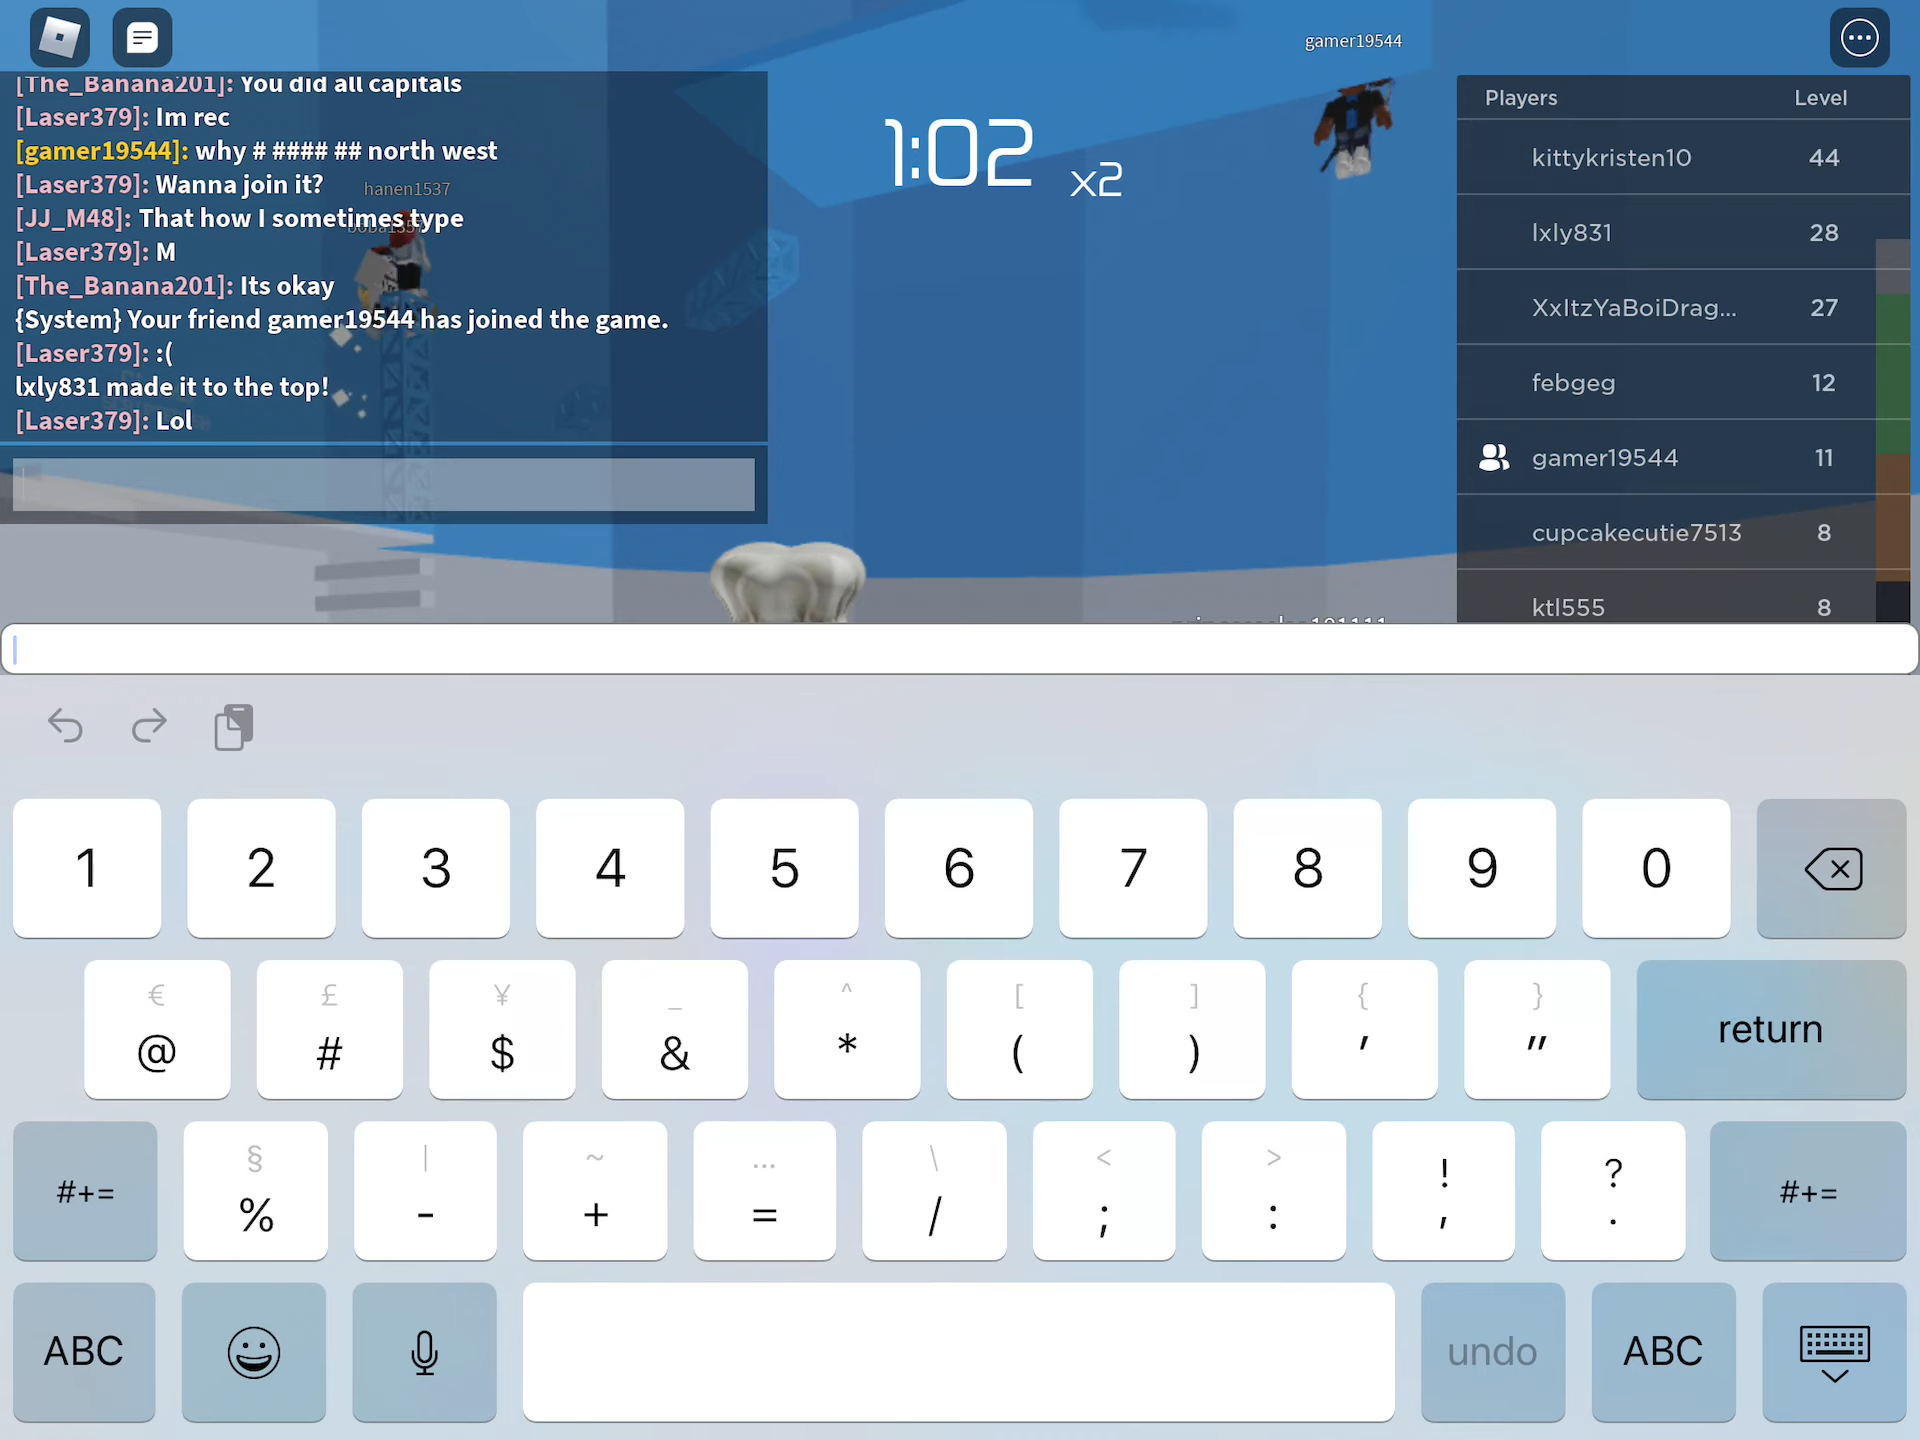 gamer19544
[The_Banana201]: You did all capitals
[Laser379]: Im rec
[gamer19544]: why # #### ## north west
[Laser379]: Wanna join it?
hanen1537
[JJ_M48]: That how I sometimes type
[Laser379]: M
[The_Banana201]: Its okay
{System} Your friend gamer19544 has joined the game.
[Laser379]: :(
lxly831 made it to the top!
[Laser379]: Lol
1:02 x2
Players Level
kittykristen10 44
lxly831 28
XxItzYaBoiDrag... 27
febgeg 12
gamer19544 11
cupcakecutie7513 8
ktl555 8
1 2 3 4 5 6 7 8 9 0
€ £ ¥ _ ^ [ ] { }
@ # $ & * ( ) ' "
return
§ | ~ ... \ < > ! ?
#+= % - + = / ; : , . #+=
ABC undo ABC